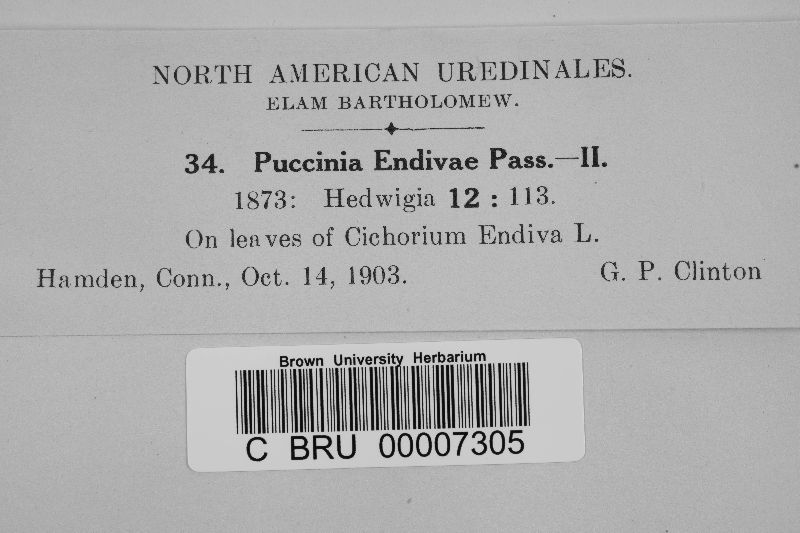 NORTH AMERICAN UREDINALES.
ELAM BARTHOLOMEW.
34. Puccinia Endivae Pass.—II.
1873: Hedwigia 12 : 113.
On leaves of Cichorium Endiva L.
Hamden, Conn., Oct. 14, 1903. G. P. Clinton
Brown University Herbarium
C BRU 00007305